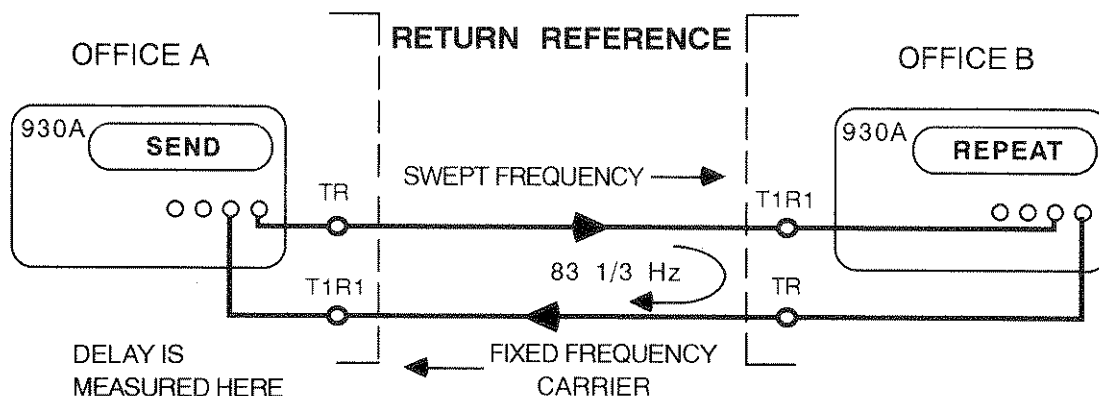 RETURN REFERENCE
OFFICE A
OFFICE B
930A
SEND
930A
REPEAT
SWEPT FREQUENCY
TR
T1R1
83 1/3 Hz
T1R1
TR
DELAY IS
MEASURED HERE
FIXED FREQUENCY
CARRIER